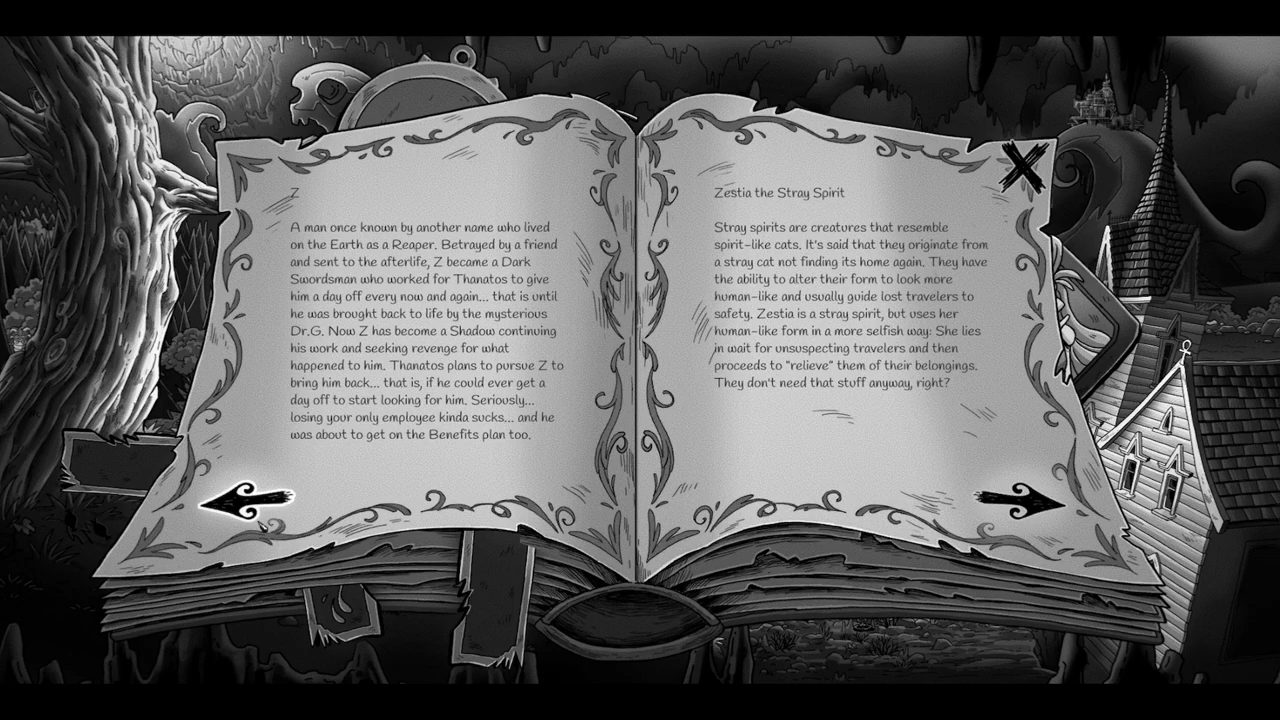 Z
A man once known by another name who lived
on the Earth as a Reaper. Betrayed by a friend
and sent to the afterlife, Z became a Dark
Swordsman who worked for Thanatos to give
him a day off every now and again... that is until
he was brought back to life by the mysterious
Dr.G. Now Z has become a Shadow continuing
his work and seeking revenge for what
happened to him. Thanatos plans to pursue Z to
bring him back... that is, if he could ever get a
day off to start looking for him. Seriously...
losing your only employee kinda sucks... and he
was about to get on the Benefits plan too.
Zestia the Stray Spirit
Stray spirits are creatures that resemble
spirit-like cats. It's said that they originate from
a stray cat not finding its home again. They have
the ability to alter their form to look more
human-like and usually guide lost travelers to
safety. Zestia is a stray spirit, but uses her
human-like form in a more selfish way: She lies
in wait for unsuspecting travelers and then
proceeds to "relieve" them of their belongings.
They don't need that stuff anyway, right?